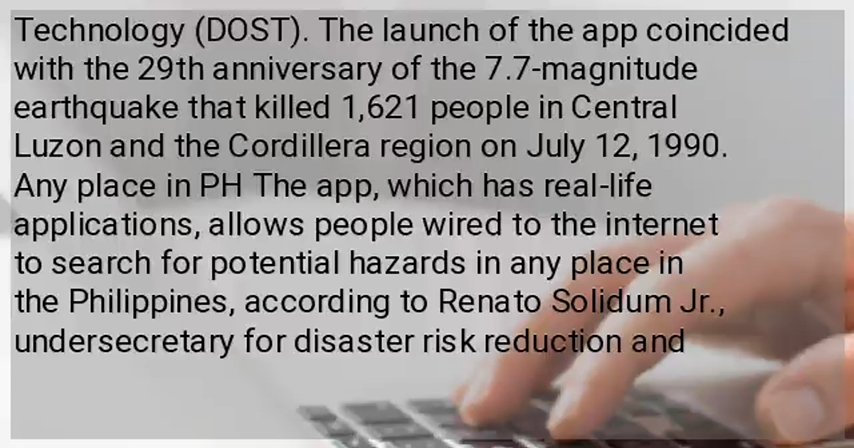 Technology (DOST). The launch of the app coincided
with the 29th anniversary of the 7.7-magnitude
earthquake that killed 1,621 people in Central
Luzon and the Cordillera region on July 12, 1990.
Any place in PH The app, which has real-life
applications, allows people wired to the internet
to search for potential hazards in any place in
the Philippines, according to Renato Solidum Jr.,
undersecretary for disaster risk reduction and